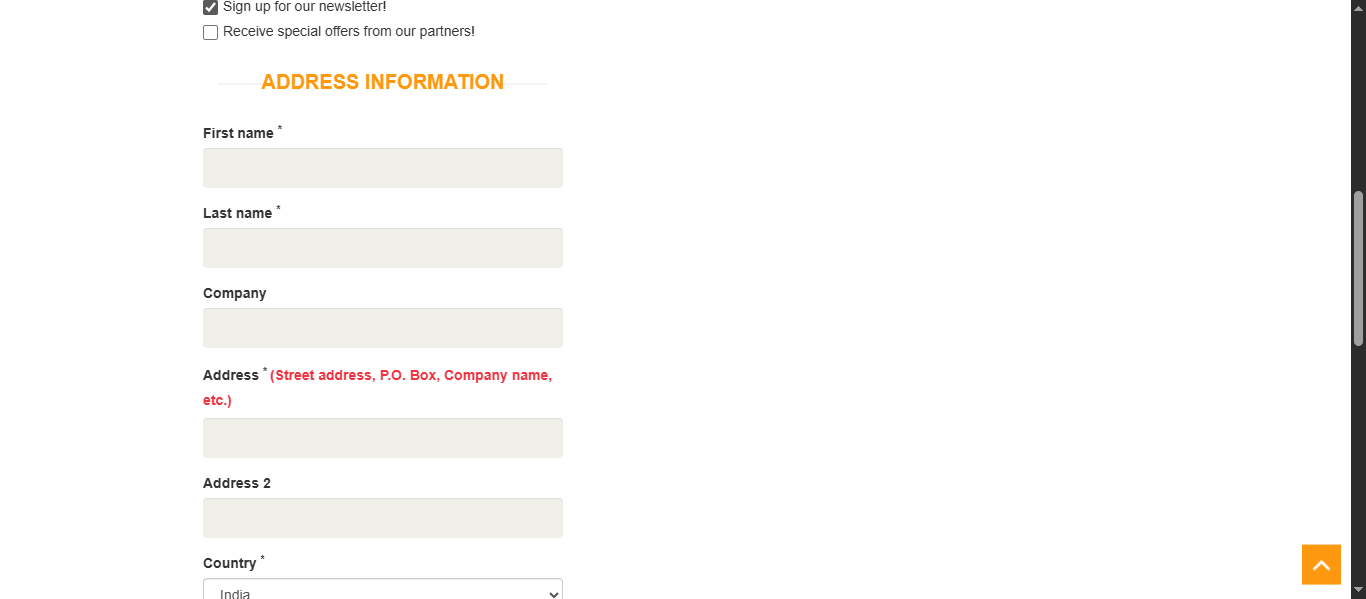 Sign up for our newsletter!
Receive special offers from our partners!
ADDRESS INFORMATION
First name *
Last name *
Company
Address * (Street address, P.O. Box, Company name,
etc.)
Address 2
Country *
India